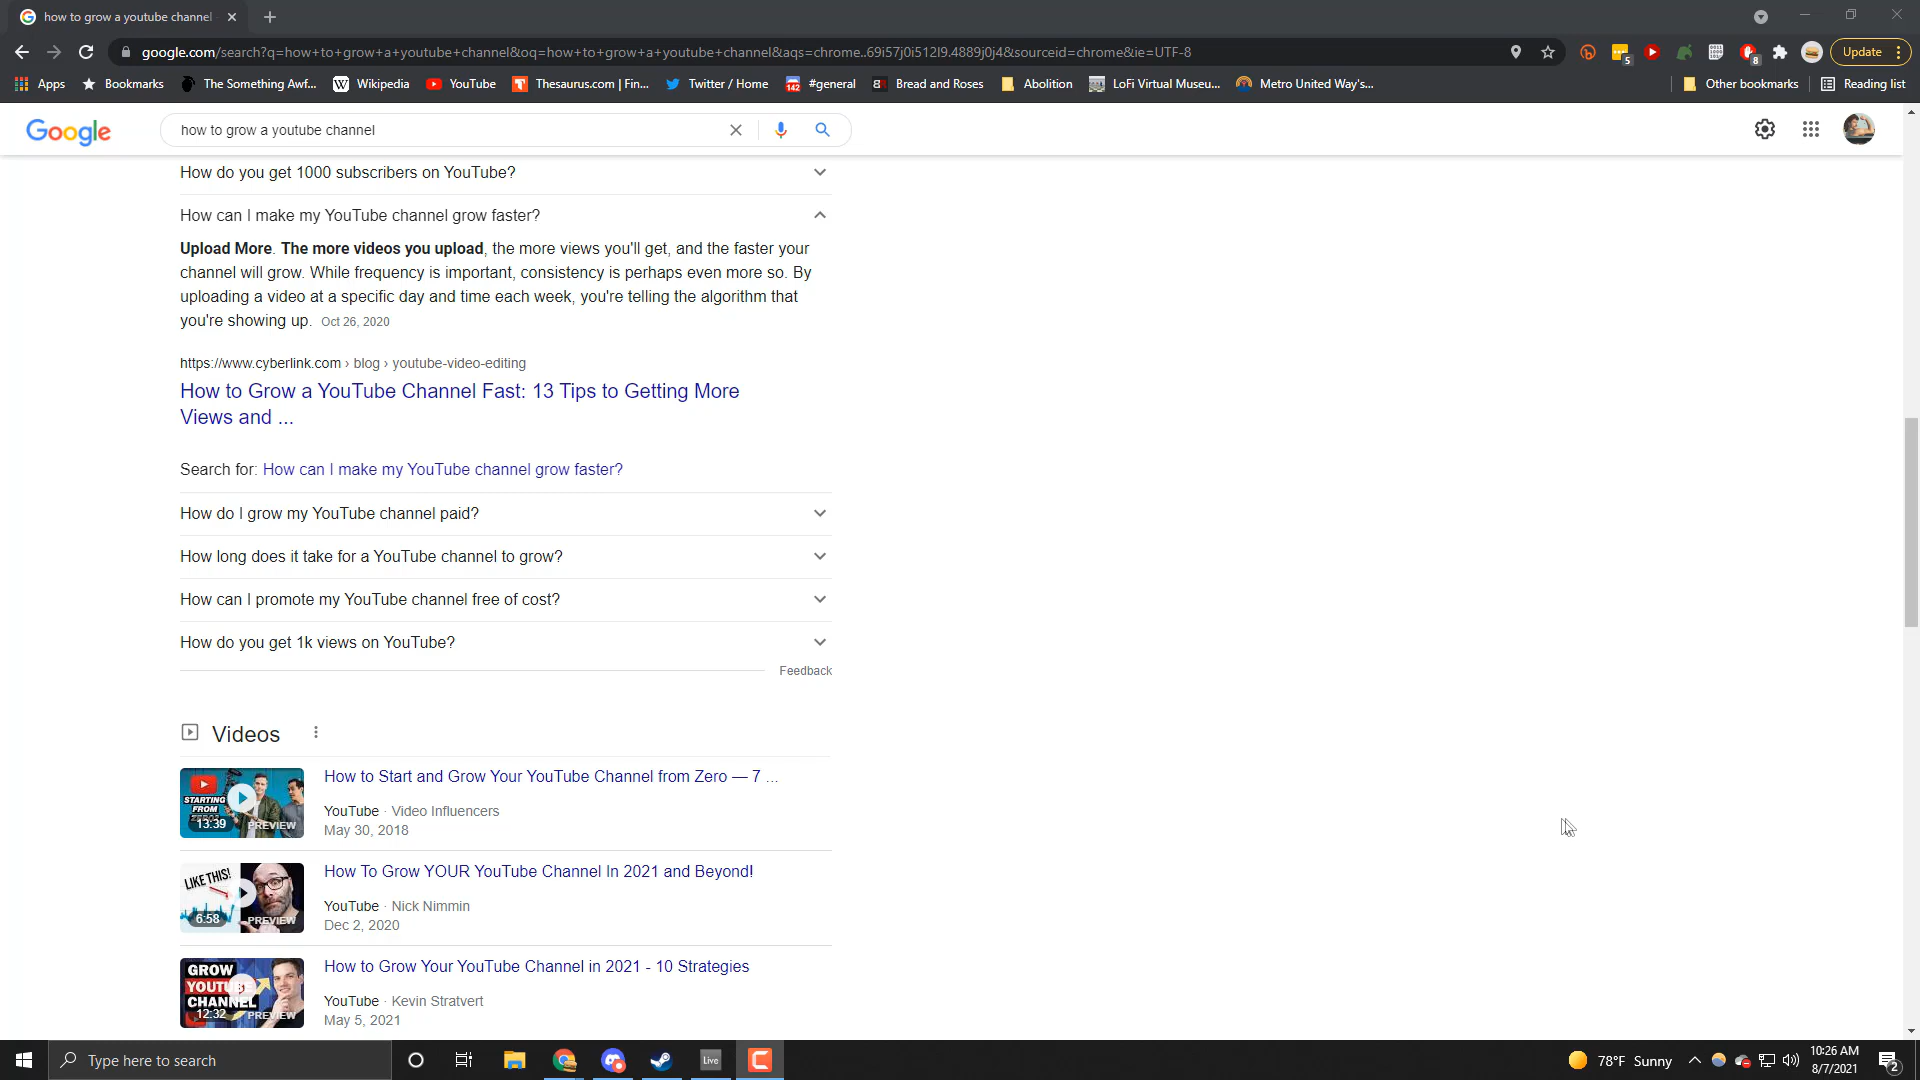 how to grow a youtube channel
google.com/search?q=how+to+grow+a+youtube+channel&oq=how+to+grow+a+youtube+channel&aqs=chrome..69i57j0i512l9.4889j0j4&sourceid=chrome&ie=UTF-8
5
8
Update
Apps
Bookmarks
The Something Awf...
Wikipedia
YouTube
Thesaurus.com | Fin...
Twitter / Home
142
#general
Bread and Roses
Abolition
LoFi Virtual Museu...
Metro United Way's...
Other bookmarks
Reading list
Google
how to grow a youtube channel
How do you get 1000 subscribers on YouTube?
How can I make my YouTube channel grow faster?
Upload More. The more videos you upload, the more views you'll get, and the faster your
channel will grow. While frequency is important, consistency is perhaps even more so. By
uploading a video at a specific day and time each week, you're telling the algorithm that
you're showing up. Oct 26, 2020
https://www.cyberlink.com › blog › youtube-video-editing
How to Grow a YouTube Channel Fast: 13 Tips to Getting More
Views and ...
Search for: How can I make my YouTube channel grow faster?
How do I grow my YouTube channel paid?
How long does it take for a YouTube channel to grow?
How can I promote my YouTube channel free of cost?
How do you get 1k views on YouTube?
Feedback
Videos
STARTING
FROM
13:39
PREVIEW
How to Start and Grow Your YouTube Channel from Zero — 7 ...
YouTube · Video Influencers
May 30, 2018
LIKE THIS!
6:58
PREVIEW
How To Grow YOUR YouTube Channel In 2021 and Beyond!
YouTube · Nick Nimmin
Dec 2, 2020
GROW
YOUTUBE
CHANNEL
12:32
PREVIEW
How to Grow Your YouTube Channel in 2021 - 10 Strategies
YouTube · Kevin Stratvert
May 5, 2021
Type here to search
Live
78°F Sunny
10:26 AM
8/7/2021
2